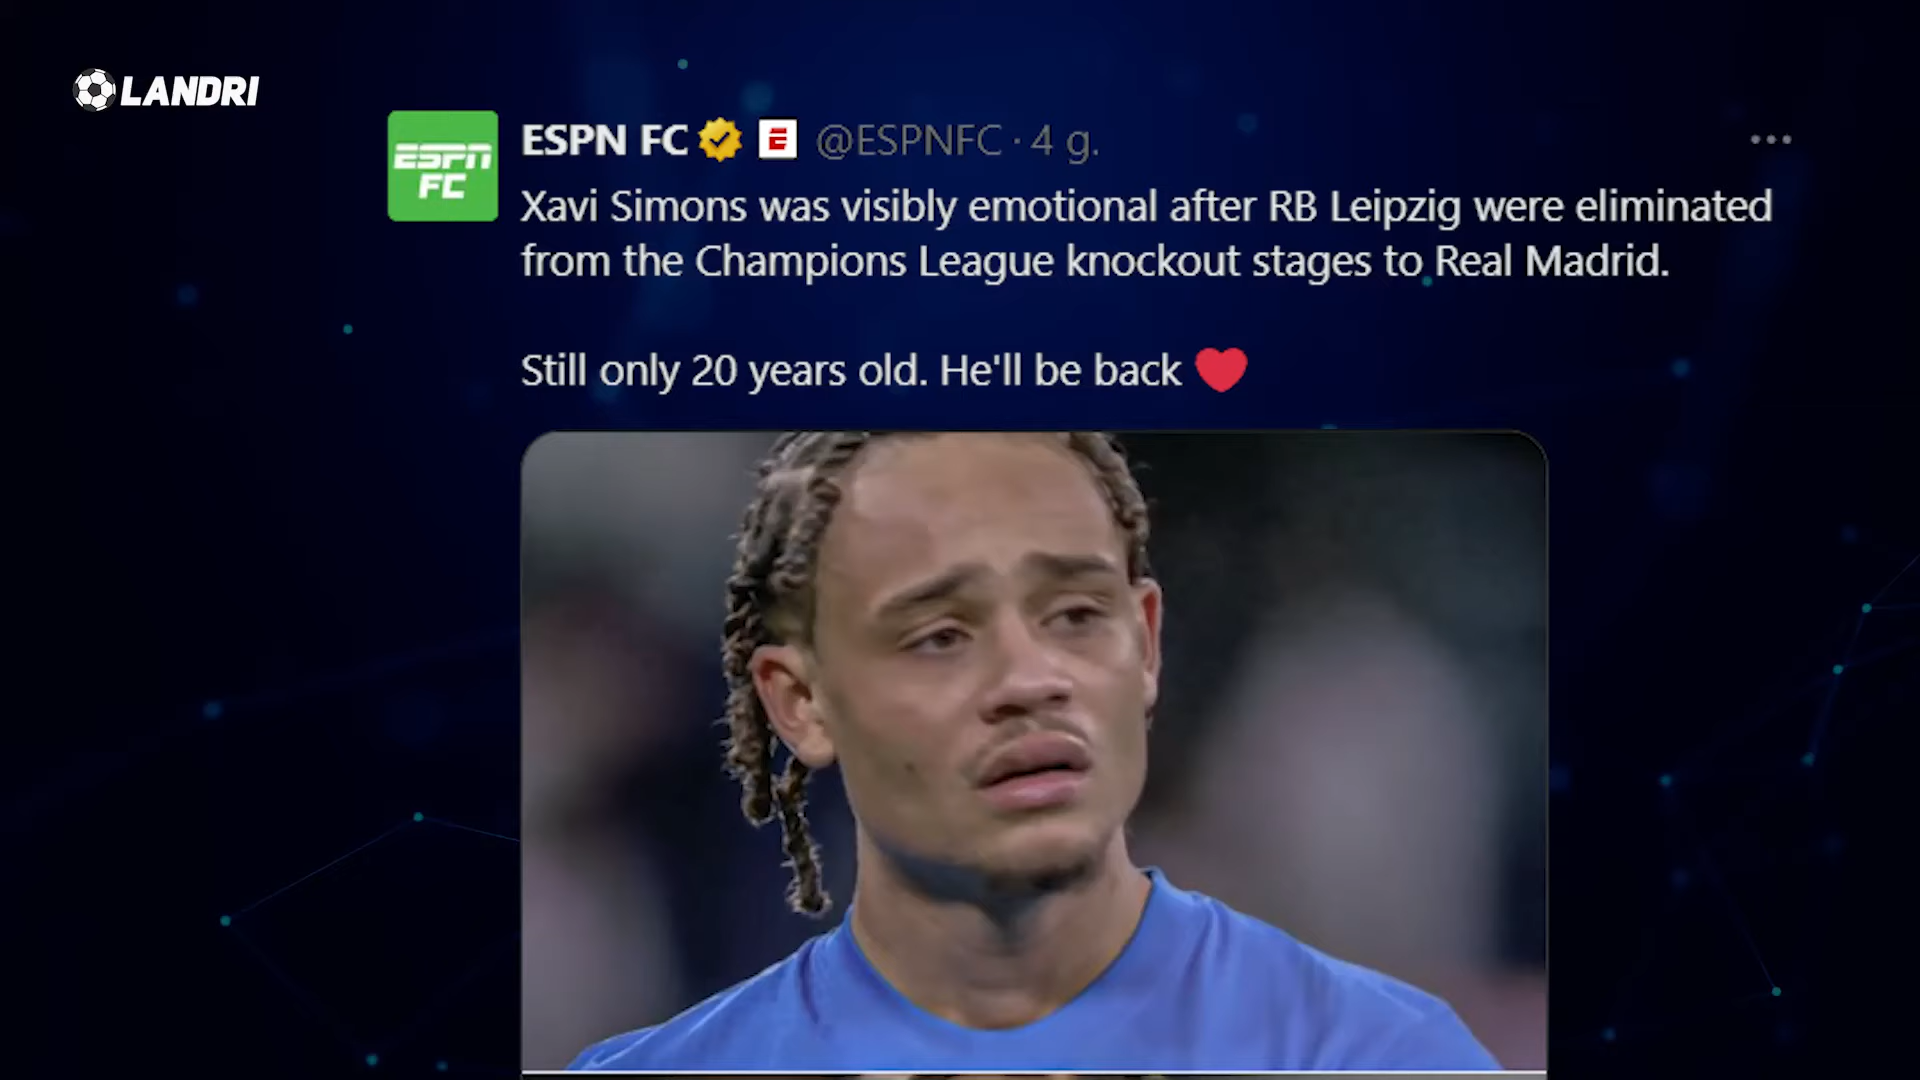 LANDRI
ESPN FC
ESPN FC @ESPNFC · 4 g.
Xavi Simons was visibly emotional after RB Leipzig were eliminated
from the Champions League knockout stages to Real Madrid.
Still only 20 years old. He'll be back ❤️